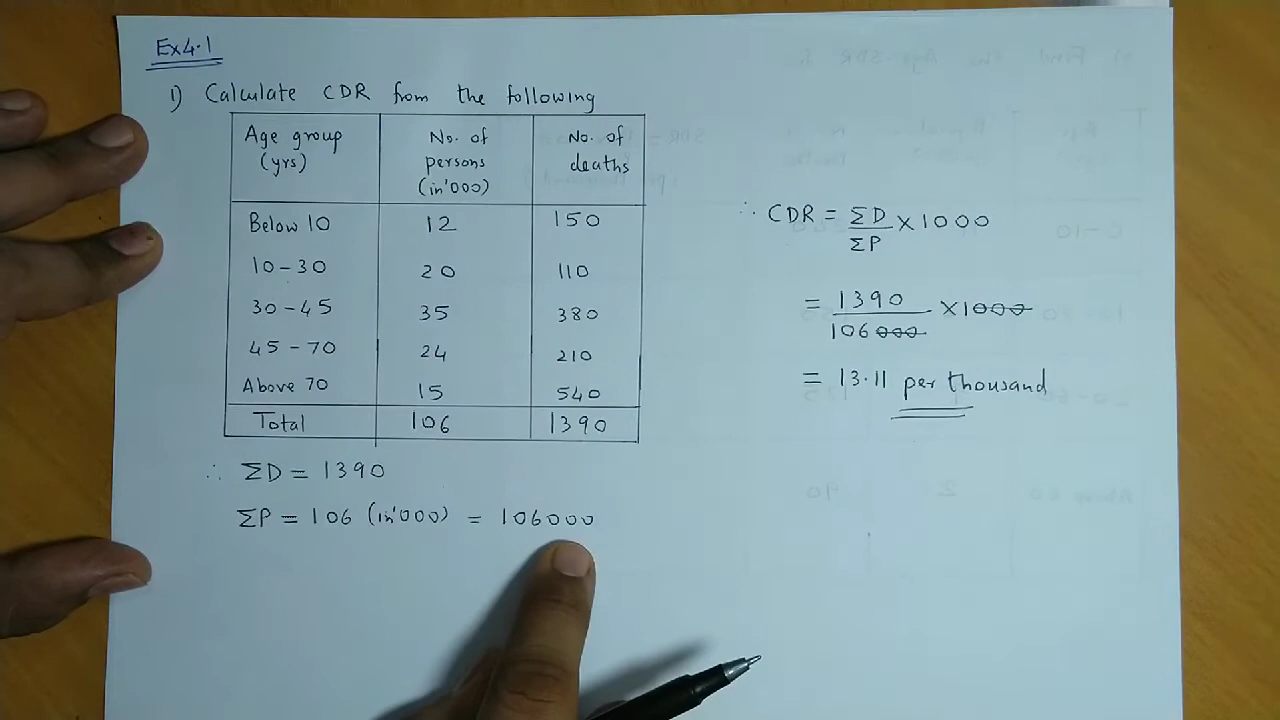 Ex4.1
1) Calculate CDR from the following
Age group (yrs) No. of persons (in'000) No. of deaths
Below 10 12 150
10-30 20 110
30-45 35 380
45-70 24 210
Above 70 15 540
Total 106 1390
∴ ΣD = 1390
ΣP = 106 (in'000) = 106000
∴ CDR = ΣD/ΣP × 1000
= 1390/106000 × 1000
= 13.11 per thousand